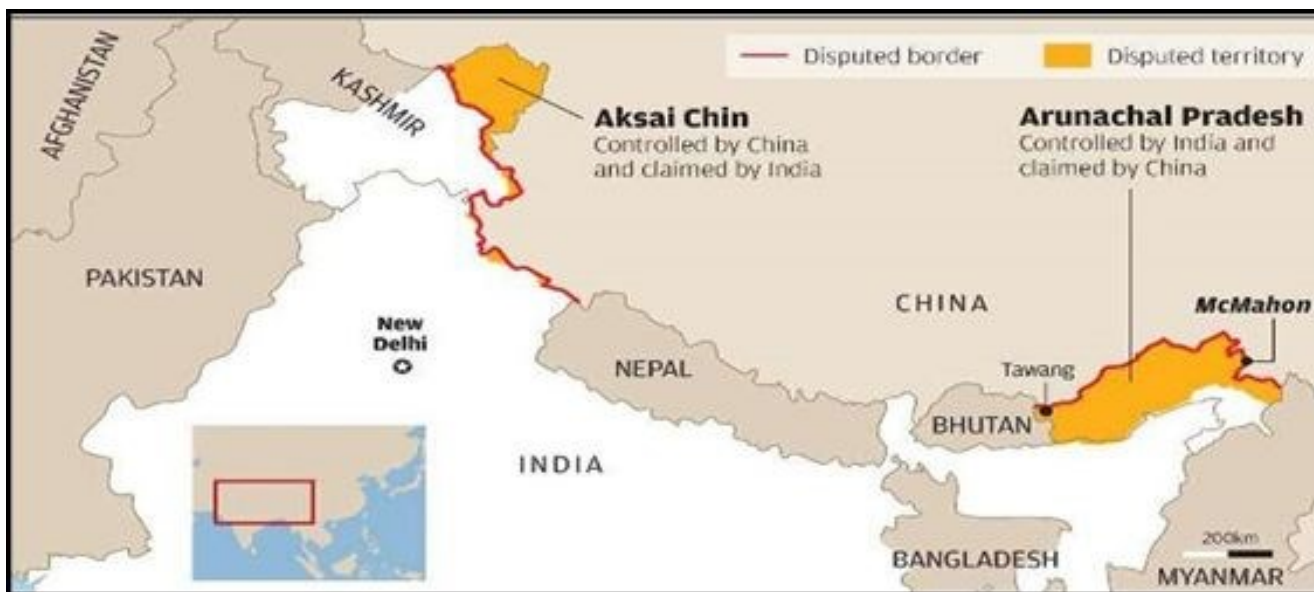 Disputed border
Disputed territory
AFGHANISTAN
KASHMIR
Aksai Chin
Controlled by China
and claimed by India
Arunachal Pradesh
Controlled by India and
claimed by China
PAKISTAN
CHINA
McMahon
New
Delhi
NEPAL
Tawang
BHUTAN
INDIA
200km
BANGLADESH
MYANMAR